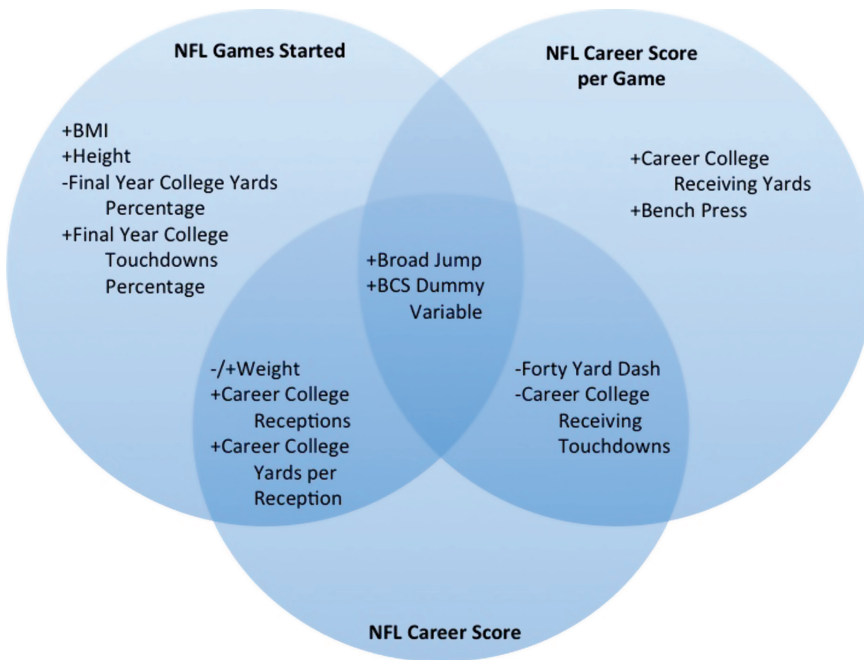 NFL Games Started
NFL Career Score
per Game
+BMI
+Height
-Final Year College Yards
Percentage
+Final Year College
Touchdowns
Percentage
+Career College
Receiving Yards
+Bench Press
+Broad Jump
+BCS Dummy
Variable
-/+Weight
+Career College
Receptions
+Career College
Yards per
Reception
-Forty Yard Dash
-Career College
Receiving
Touchdowns
NFL Career Score